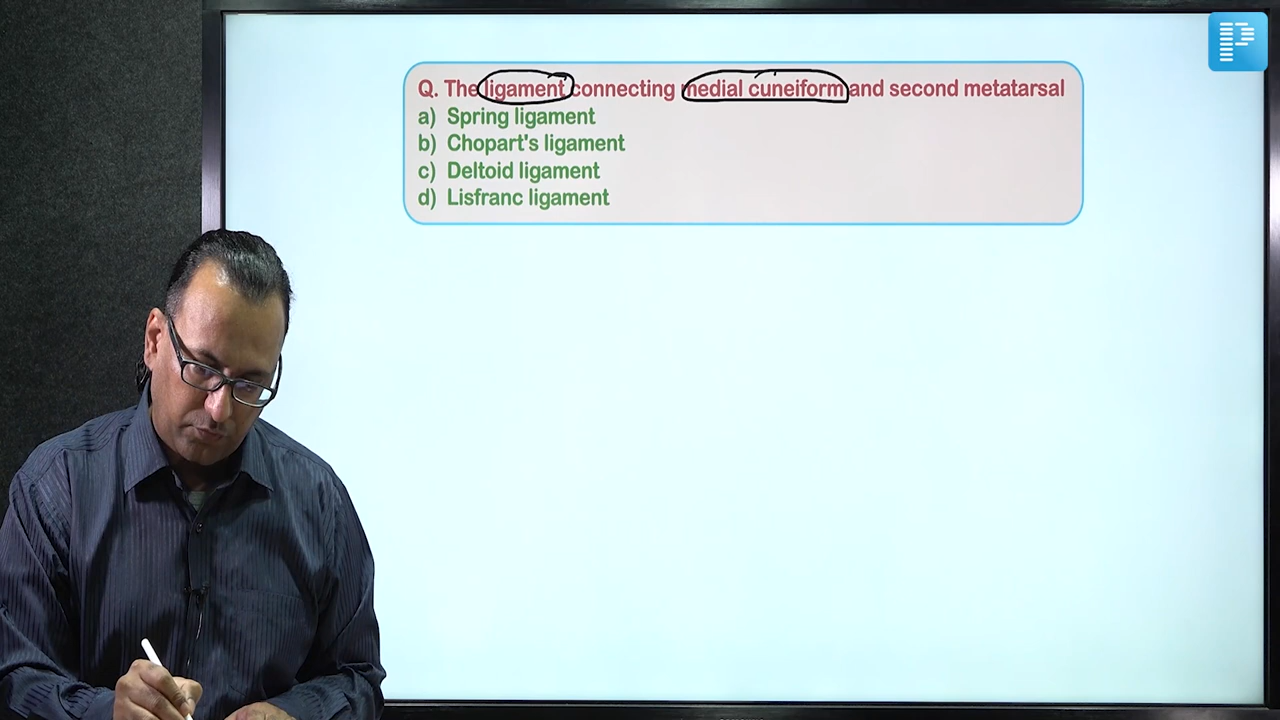 Q. The ligament connecting medial cuneiform and second metatarsal
a) Spring ligament
b) Chopart's ligament
c) Deltoid ligament
d) Lisfranc ligament
P